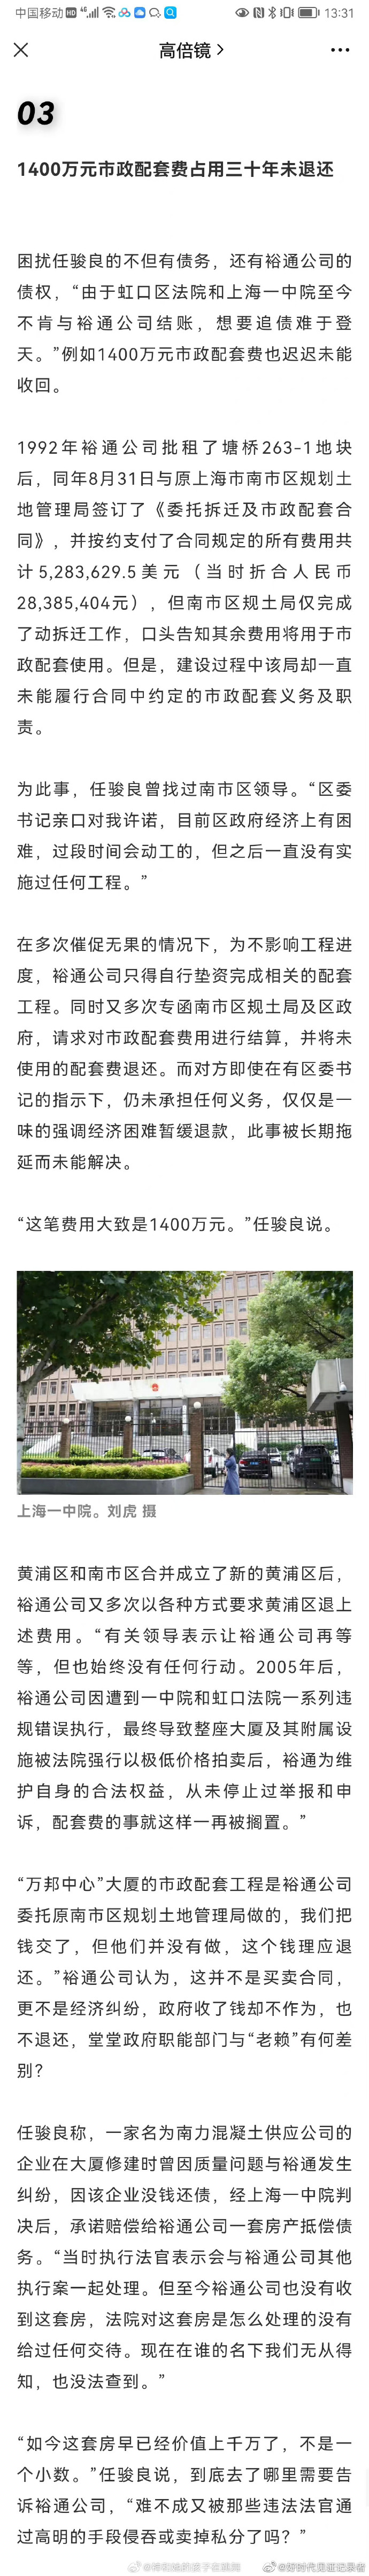 中国移动 HD 4G 13:31
高倍镜
03
1400万元市政配套费占用三十年未退还
困扰任骏良的不但有债务，还有裕通公司的
债权，“由于虹口区法院和上海一中院至今
不肯与裕通公司结账，想要追债难于登
天。”例如1400万元市政配套费也迟迟未能
收回。
1992年裕通公司批租了塘桥263-1地块
后，同年8月31日与原上海市南市区规划土
地管理局签订了《委托拆迁及市政配套合
同》，并按约支付了合同规定的所有费用共
计5,283,629.5美元（当时折合人民币
28,385,404元），但南市区规土局仅完成
了动拆迁工作，口头告知其余费用将用于市
政配套使用。但是，建设过程中该局却一直
未能履行合同中约定的市政配套义务及职
责。
为此事，任骏良曾找过南市区领导。“区委
书记亲口对我许诺，目前区政府经济上有困
难，过段时间会动工的，但之后一直没有实
施过任何工程。”
在多次催促无果的情况下，为不影响工程进
度，裕通公司只得自行垫资完成相关的配套
工程。同时又多次专函南市区规土局及区政
府，请求对市政配套费用进行结算，并将未
使用的配套费退还。而对方即使在有区委书
记的指示下，仍未承担任何义务，仅仅是一
味的强调经济困难暂缓退款，此事被长期拖
延而未能解决。
“这笔费用大致是1400万元。”任骏良说。
上海一中院。刘虎 摄
黄浦区和南市区合并成立了新的黄浦区后，
裕通公司又多次以各种方式要求黄浦区退上
述费用。“有关领导表示让裕通公司再等
等，但也始终没有任何行动。2005年后，
裕通公司因遭到一中院和虹口法院一系列违
规错误执行，最终导致整座大厦及其附属设
施被法院强行以极低价格拍卖后，裕通为维
护自身的合法权益，从未停止过举报和申
诉，配套费的事就这样一再被搁置。”
“万邦中心”大厦的市政配套工程是裕通公司
委托原南市区规划土地管理局做的，我们把
钱交了，但他们并没有做，这个钱理应退
还。”裕通公司认为，这并不是买卖合同，
更不是经济纠纷，政府收了钱却不作为，也
不退还，堂堂政府职能部门与“老赖”有何差
别？
任骏良称，一家名为南力混凝土供应公司的
企业在大厦修建时曾因质量问题与裕通发生
纠纷，因该企业没钱还债，经上海一中院判
决后，承诺赔偿给裕通公司一套房产抵偿债
务。“当时执行法官表示会与裕通公司其他
执行案一起处理。但至今裕通公司也没有收
到这套房，法院对这套房是怎么处理的没有
给过任何交待。现在在谁的名下我们无从得
知，也没法查到。”
“如今这套房早已经价值上千万了，不是一
个小数。”任骏良说，到底去了哪里需要告
诉裕通公司，“难不成又被那些违法法官通
过高明的手段侵吞或卖掉私分了吗？”
@好时代见证记录者